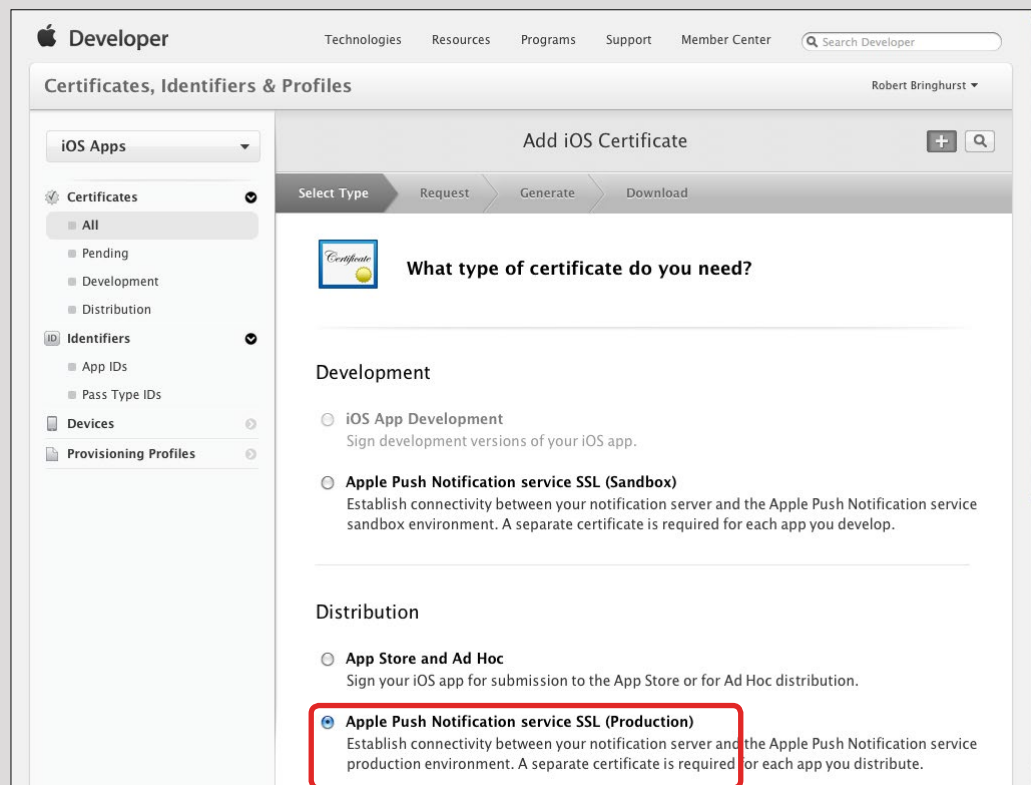 Developer
Technologies Resources Programs Support Member Center Search Developer
Certificates, Identifiers & Profiles
Robert Bringhurst
iOS Apps
Certificates
All
Pending
Development
Distribution
ID Identifiers
App IDs
Pass Type IDs
Devices
Provisioning Profiles
Add iOS Certificate
Select Type Request Generate Download
Certificate
What type of certificate do you need?
Development
iOS App Development
Sign development versions of your iOS app.
Apple Push Notification service SSL (Sandbox)
Establish connectivity between your notification server and the Apple Push Notification service
sandbox environment. A separate certificate is required for each app you develop.
Distribution
App Store and Ad Hoc
Sign your iOS app for submission to the App Store or for Ad Hoc distribution.
Apple Push Notification service SSL (Production)
Establish connectivity between your notification server and the Apple Push Notification service
production environment. A separate certificate is required for each app you distribute.